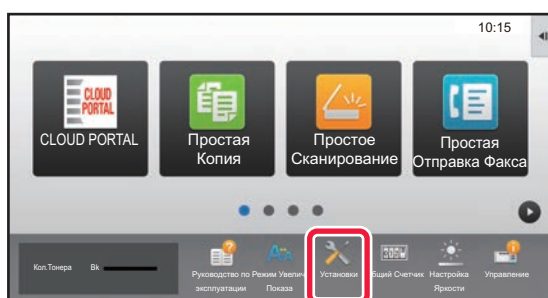 10:15
CLOUD
PORTAL
CLOUD PORTAL
Простая
Копия
Простое
Сканирование
Простая
Отправка Факса
Кол.Тонера Bk
Руководство по
эксплуатации
Режим Увелич
Показа
Установки
бщий Счетчик
Настройка
Яркости
Управление